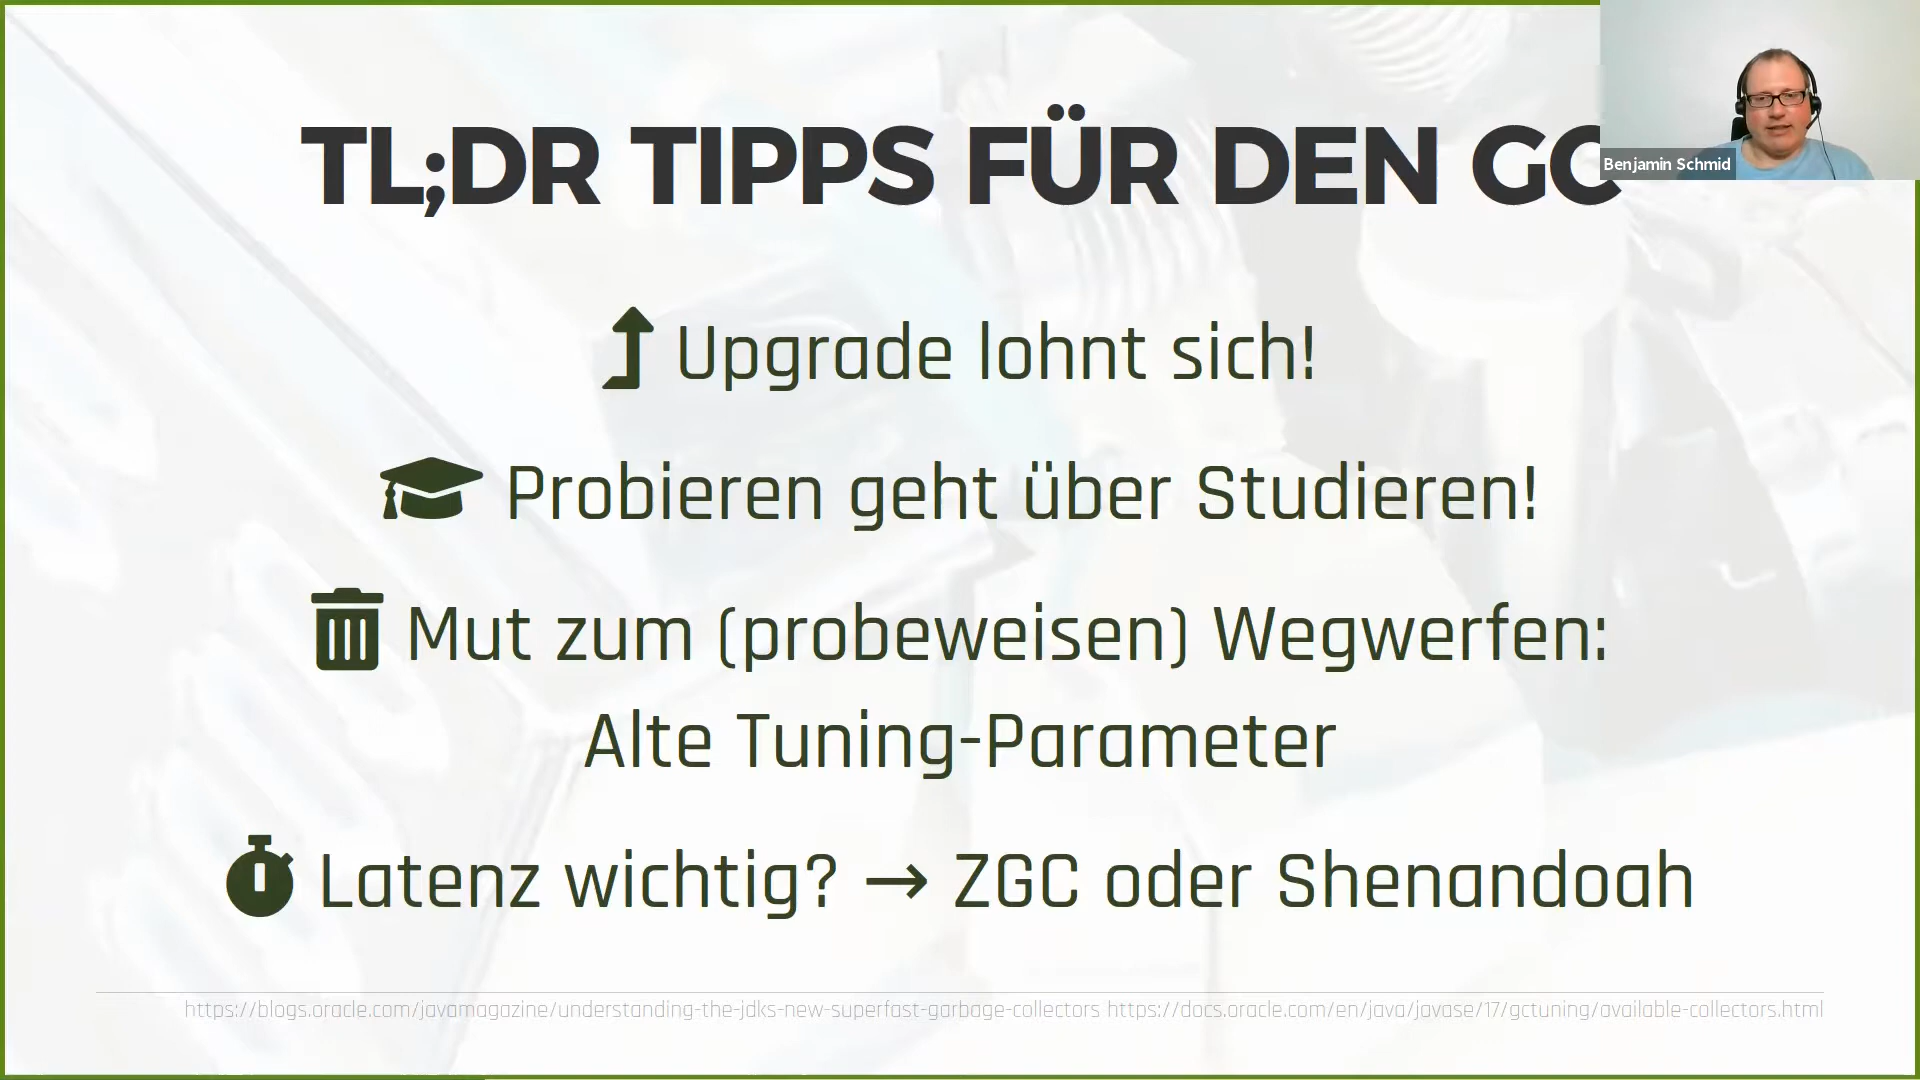 TL;DR TIPPS FÜR DEN GC
Benjamin Schmid
Upgrade lohnt sich!
Probieren geht über Studieren!
Mut zum (probeweisen) Wegwerfen:
Alte Tuning-Parameter
Latenz wichtig? → ZGC oder Shenandoah
https://blogs.oracle.com/javamagazine/understanding-the-jdks-new-superfast-garbage-collectors https://docs.oracle.com/en/java/javase/17/gctuning/available-collectors.html